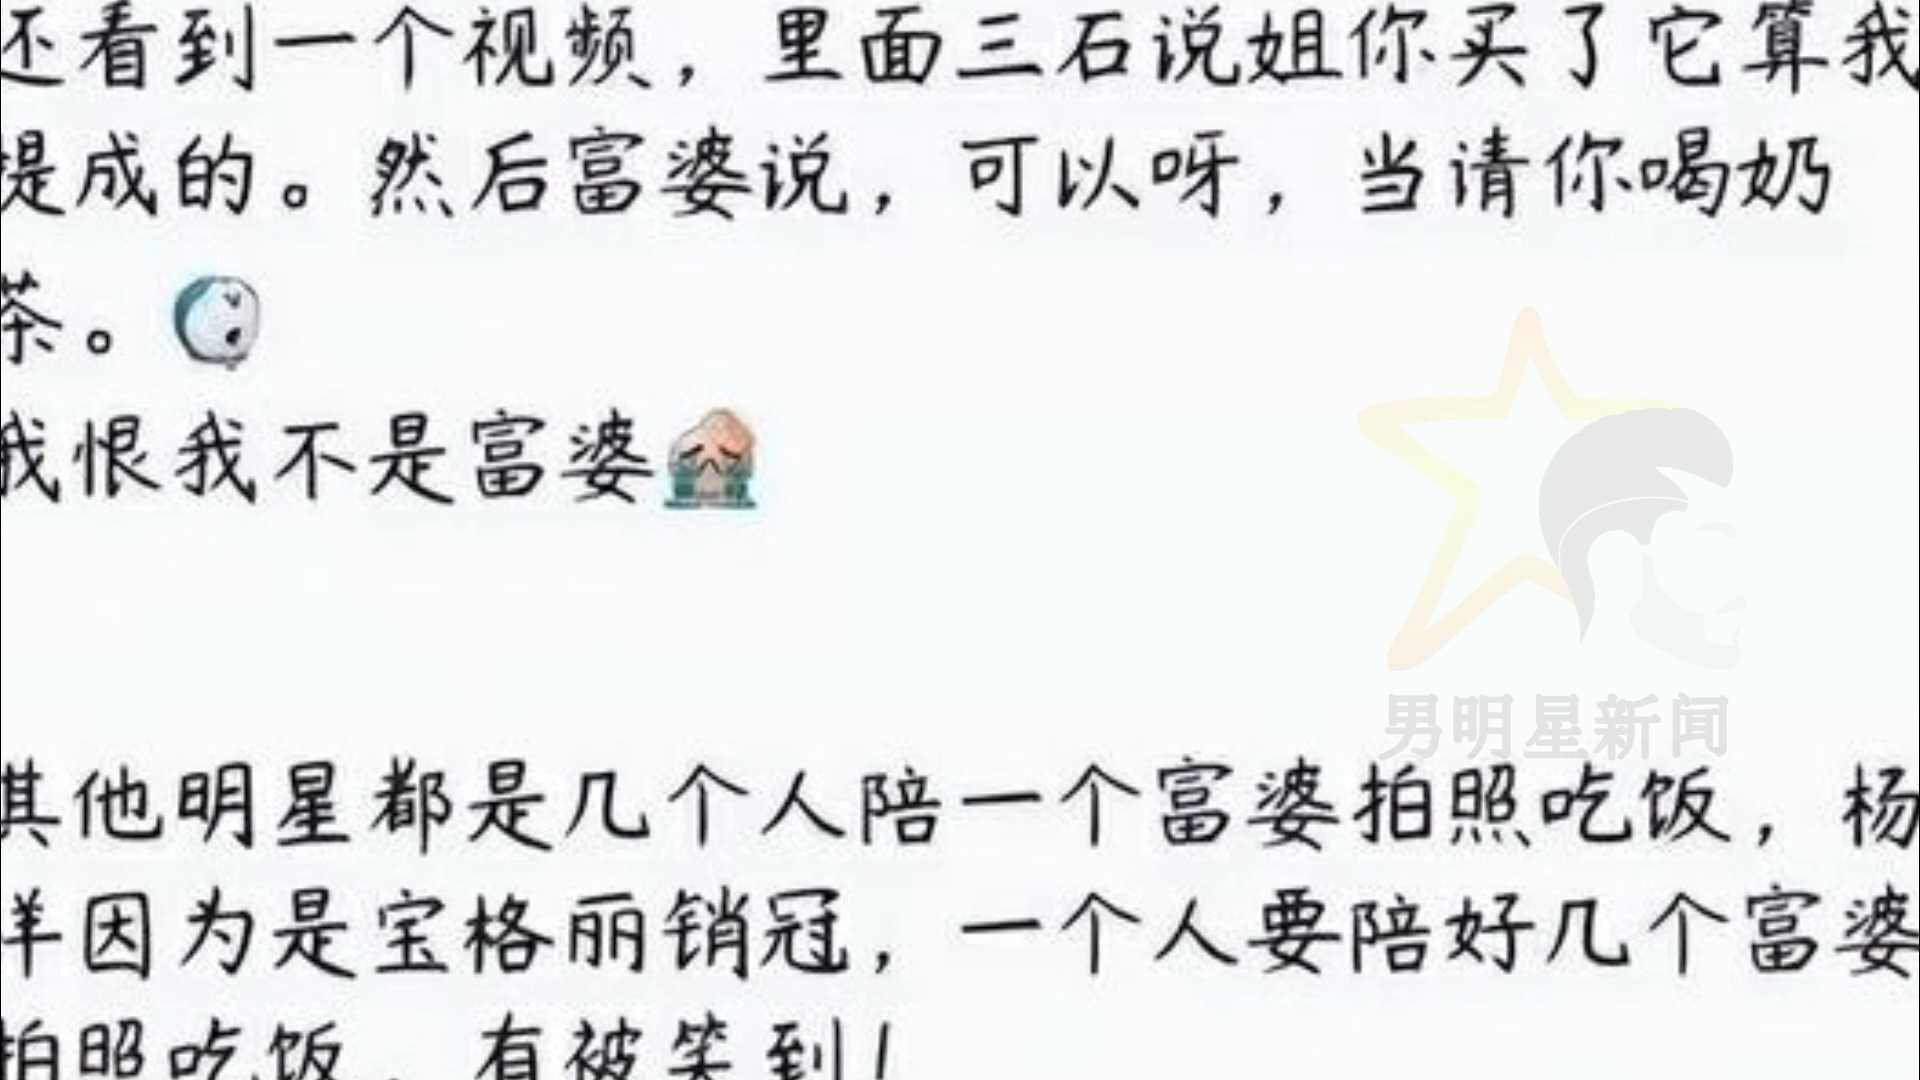 还看到一个视频，里面三石说姐你买了它算我
提成的。然后富婆说，可以呀，当请你喝奶
茶。
我恨我不是富婆
男明星新闻
其他明星都是几个人陪一个富婆拍照吃饭，杨
羊因为是宝格丽销冠，一个人要陪好几个富婆
拍照吃饭，有被笑到！